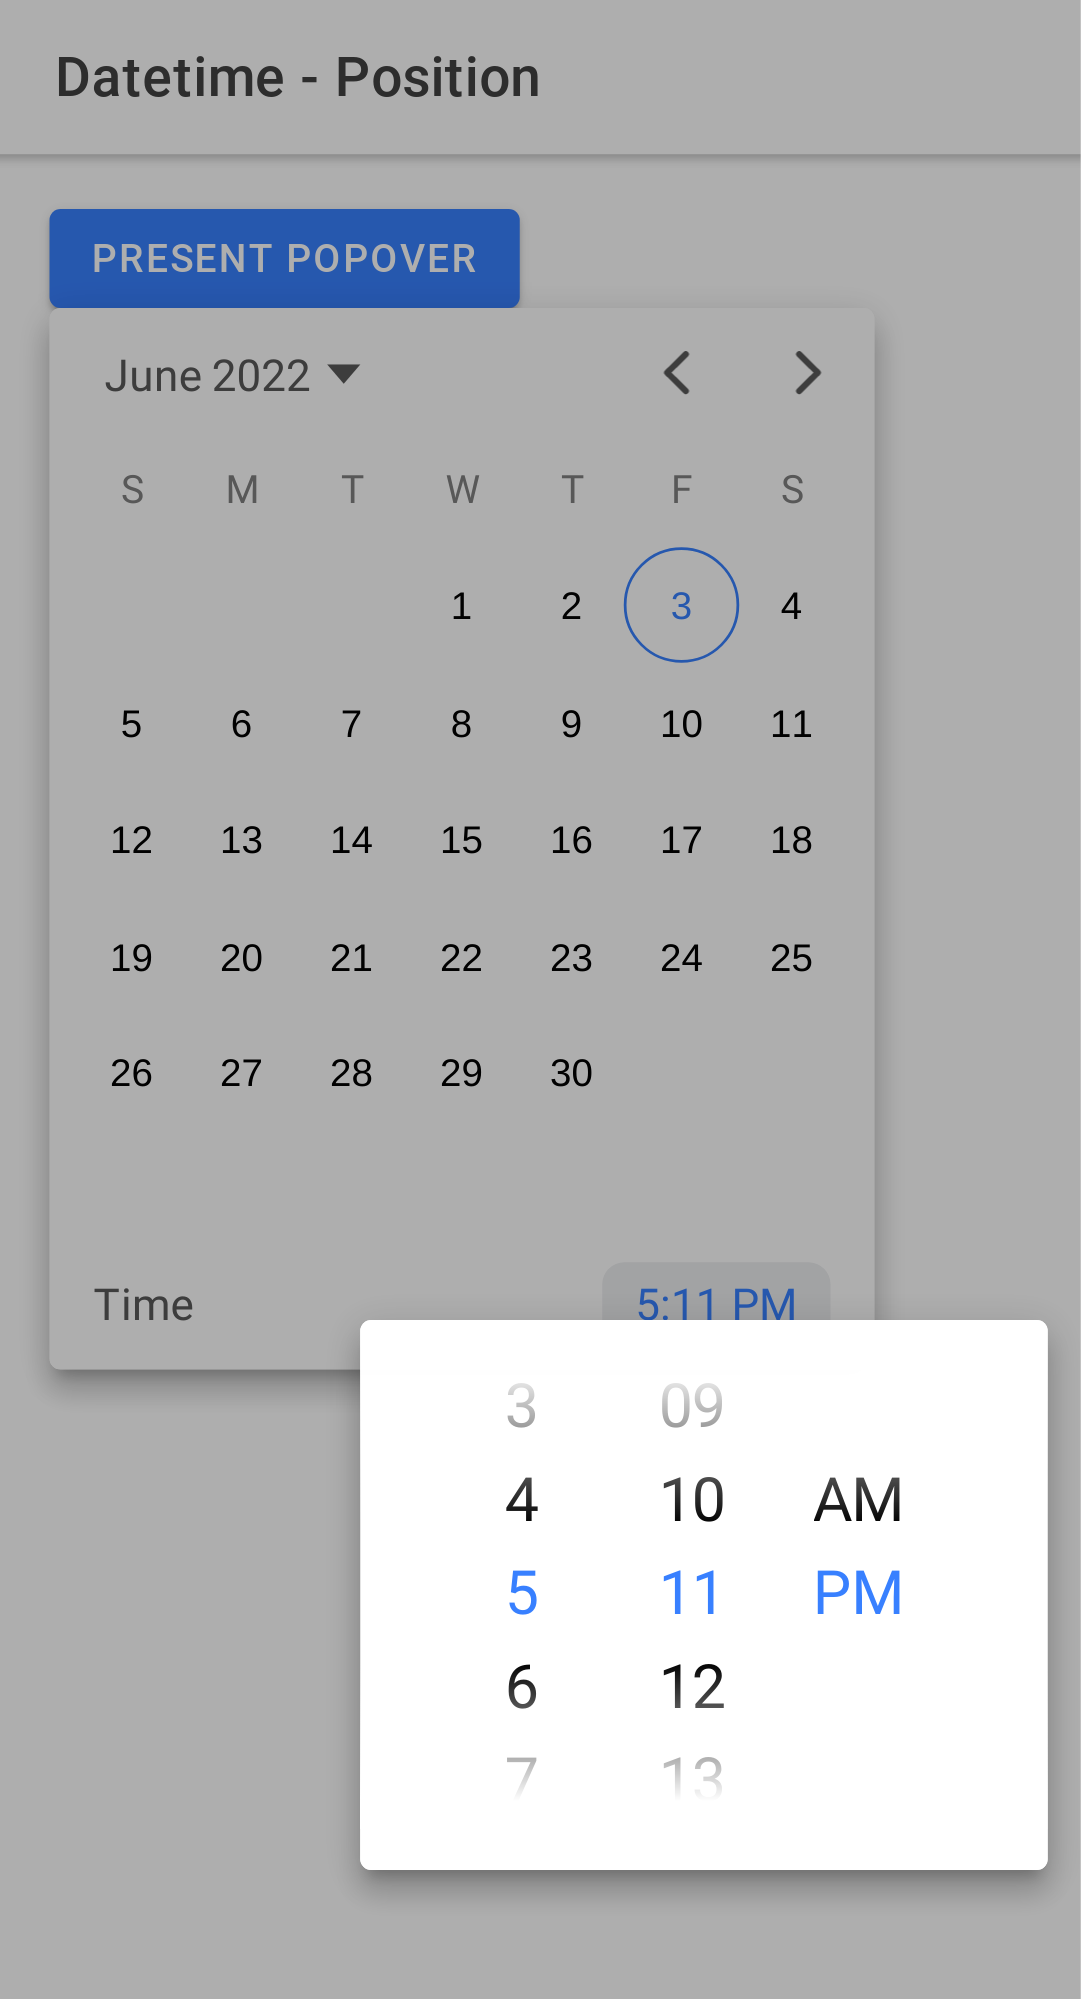 Datetime - Position
PRESENT POPOVER
June 2022
S M T W T F S
1 2 3 4
5 6 7 8 9 10 11
12 13 14 15 16 17 18
19 20 21 22 23 24 25
26 27 28 29 30
Time 5:11 PM
3 09
4 10 AM
5 11 PM
6 12
7 13